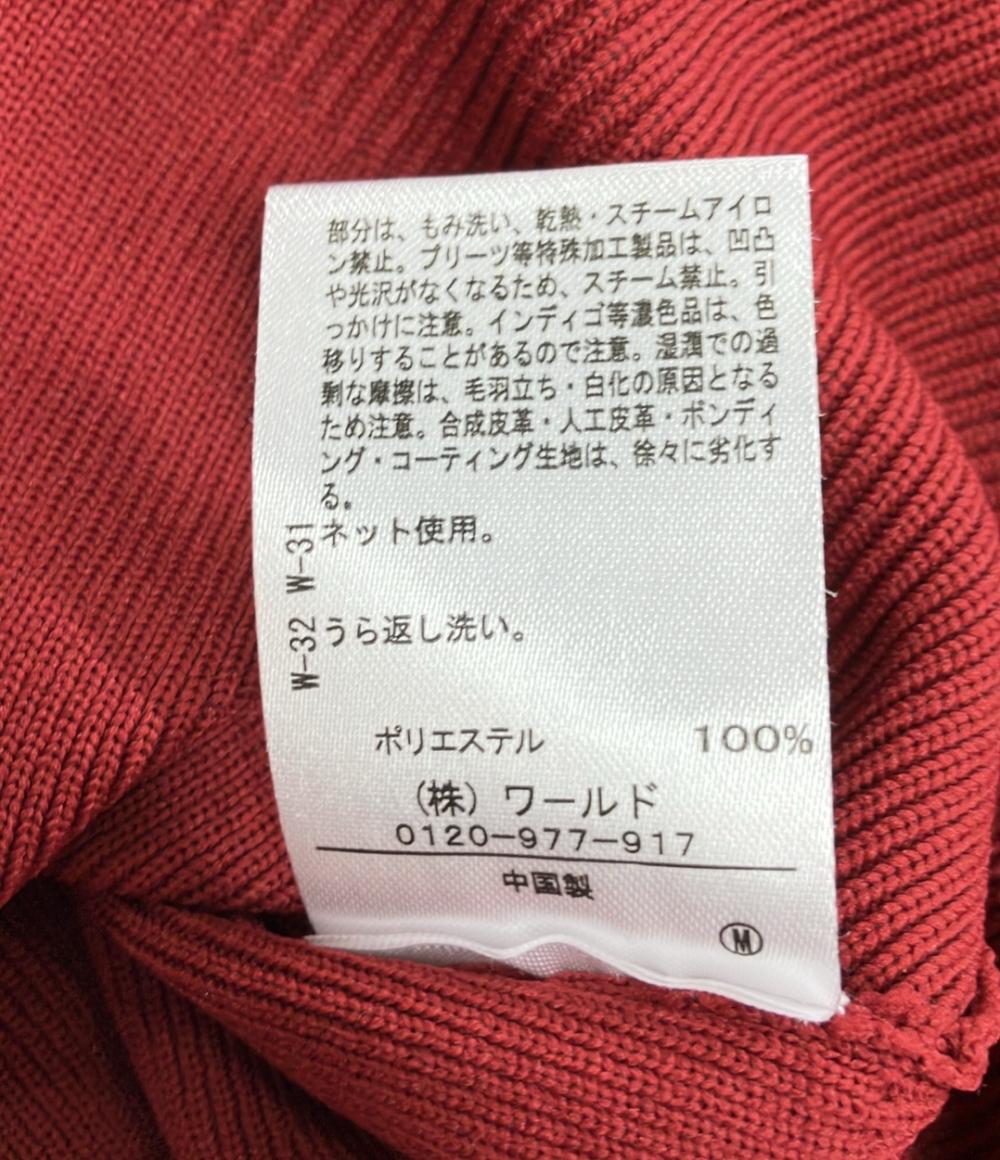 部分は、もみ洗い、乾熱・スチームアイロ
ン禁止。プリーツ等特殊加工製品は、凹凸
や光沢がなくなるため、スチーム禁止。引
っかけに注意。インディゴ等濃色品は、色
移りすることがあるので注意。湿潤での過
剰な摩擦は、毛羽立ち・白化の原因となる
ため注意。合成皮革・人工皮革・ボンディ
ング・コーティング生地は、徐々に劣化す
る。
W-31 ネット使用。
W-32 うら返し洗い。
ポリエステル 100%
(株)ワールド
0120-977-917
中国製
M